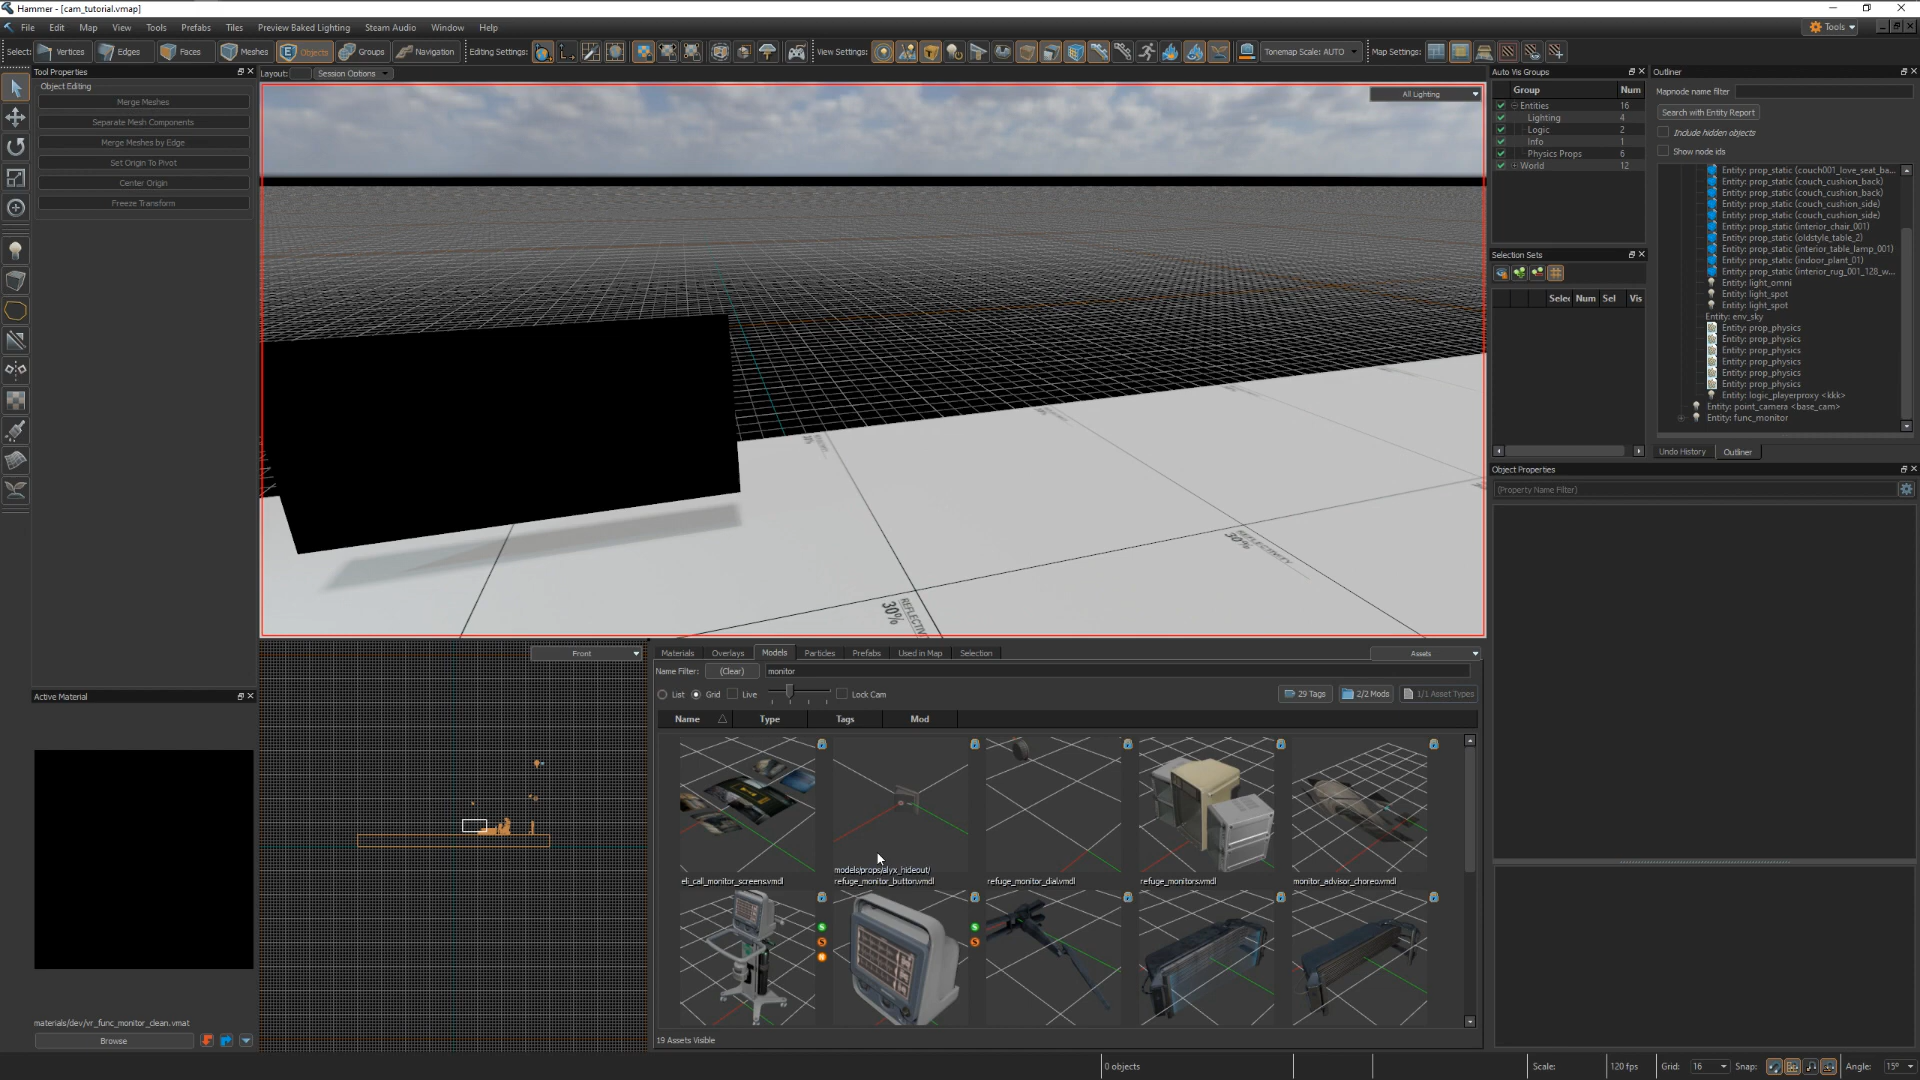 Hammer - [cam_tutorial.vmap]
File Edit Map View Tools Prefabs Tiles Preview Baked Lighting Steam Audio Window Help
Tools
Select: Vertices Edges Faces Meshes Objects Groups Navigation Editing Settings: View Settings: Tonemap Scale: AUTO Map Settings:
Tool Properties
Object Editing
Merge Meshes
Separate Mesh Components
Merge Meshes by Edge
Set Origin To Pivot
Center Origin
Freeze Transform
Layout: Session Options
All Lighting
30% REFLECTIVITY
30%
Auto Vis Groups
Group Num
Entities 16
Lighting 4
Logic 2
Info 1
Physics Props 6
World 12
Selection Sets
Selec Num Sel Vis
Outliner
Mapnode name filter
Search with Entity Report
Include hidden objects
Show node ids
Entity: prop_static (couch001_love_seat_ba...
Entity: prop_static (couch_cushion_back)
Entity: prop_static (couch_cushion_back)
Entity: prop_static (couch_cushion_side)
Entity: prop_static (couch_cushion_side)
Entity: prop_static (interior_chair_001)
Entity: prop_static (oldstyle_table_2)
Entity: prop_static (interior_table_lamp_001)
Entity: prop_static (indoor_plant_01)
Entity: prop_static (interior_rug_001_128_w...
Entity: light_omni
Entity: light_spot
Entity: light_spot
Entity: env_sky
Entity: prop_physics
Entity: prop_physics
Entity: prop_physics
Entity: prop_physics
Entity: prop_physics
Entity: prop_physics
Entity: logic_playerproxy <kkk>
Entity: point_camera <base_cam>
Entity: func_monitor
Undo History Outliner
Object Properties
(Property Name Filter)
Active Material
materials/dev/vr_func_monitor_clean.vmat
Browse
Front
Materials Overlays Models Particles Prefabs Used in Map Selection Assets
Name Filter: (Clear) monitor
List Grid Live Lock Cam 29 Tags 2/2 Mods 1/1 Asset Types
Name Type Tags Mod
eli_call_monitor_screens.vmdl
models/props/alyx_hideout/
refuge_monitor_button.vmdl
refuge_monitor_dial.vmdl
refuge_monitors.vmdl
monitor_advisor_choreo.vmdl
19 Assets Visible
0 objects Scale: 120 fps Grid: 16 Snap: Angle: 15°